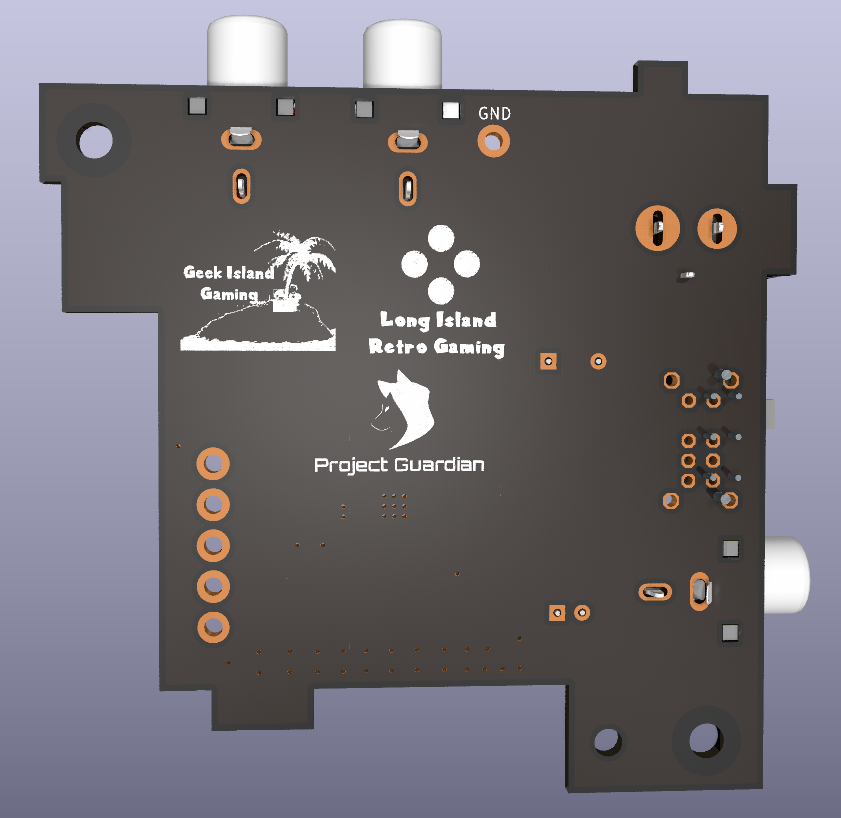 GND
Geek Island
Gaming
Long Island
Retro Gaming
Project Guardian